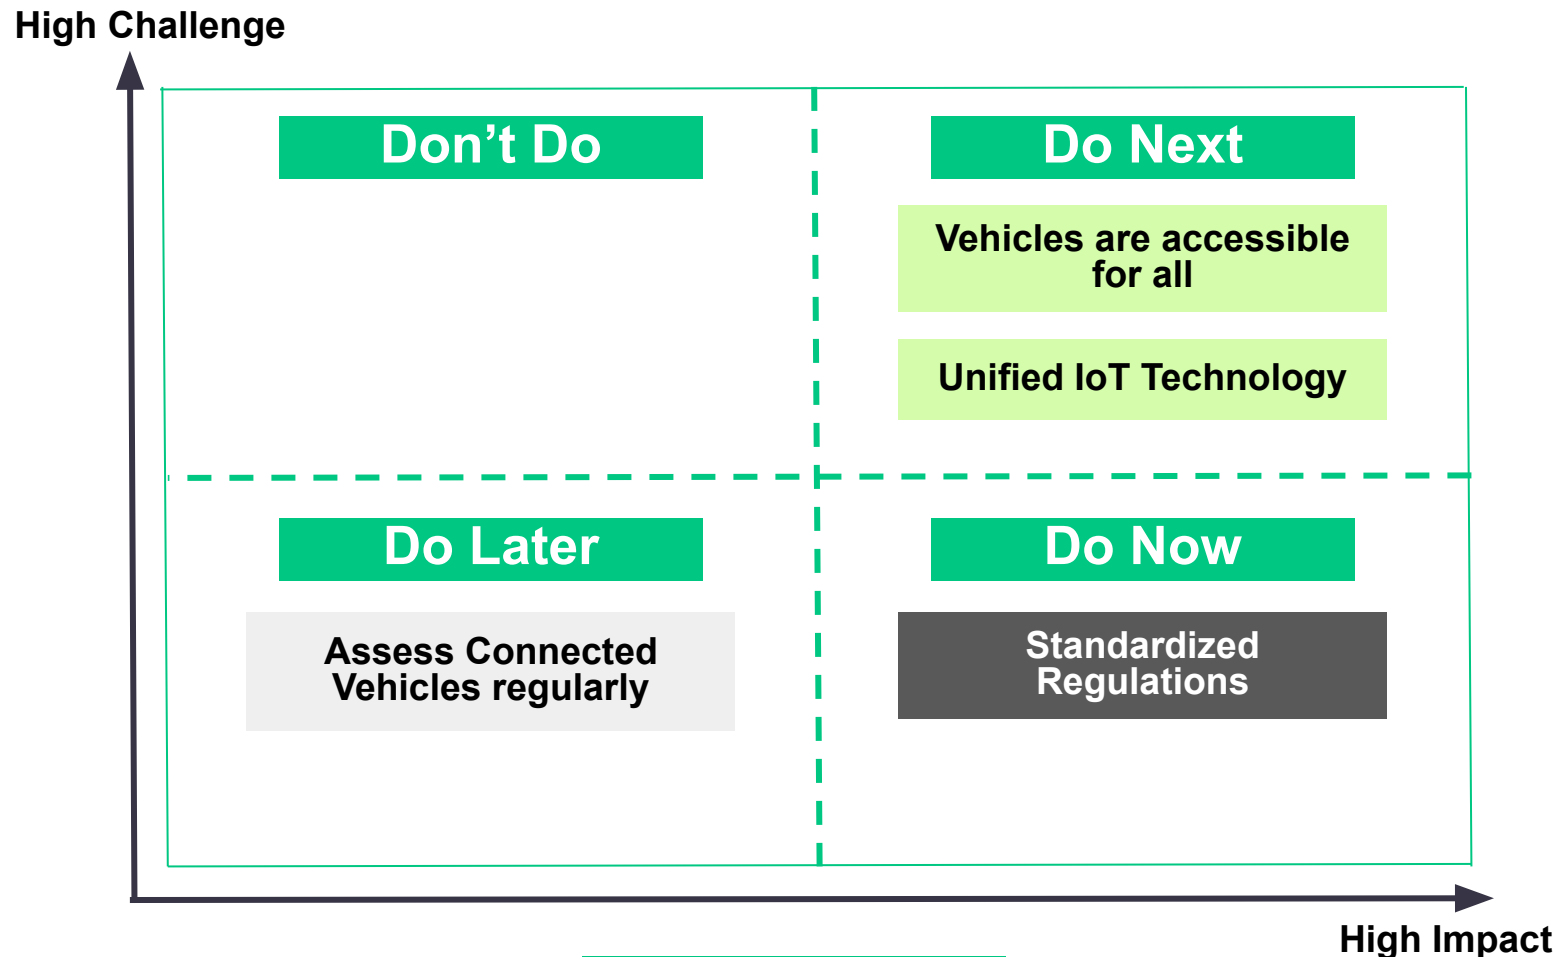 High Challenge
Don’t Do
Do Next
Vehicles are accessible
for all
Unified IoT Technology
Do Later
Do Now
Assess Connected
Vehicles regularly
Standardized
Regulations
High Impact